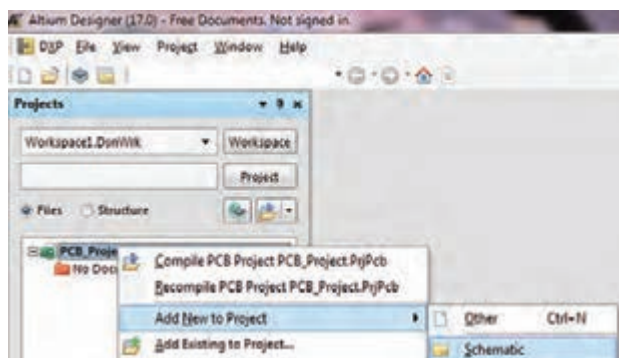 Altium Designer (17.0) - Free Documents. Not signed in.
DXP File View Project Window Help
Projects
Workspace1.DsnWrk Workspace
Project
Files Structure
PCB_Proje
No Docu
Compile PCB Project PCB_Project.PrjPcb
Recompile PCB Project PCB_Project.PrjPcb
Add New to Project
Other Ctrl+N
Add Existing to Project...
Schematic